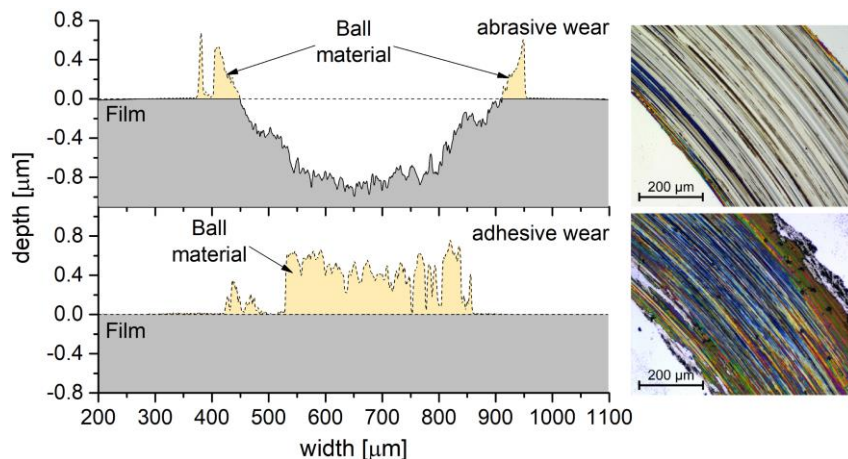 0.8
0.4
0.0
-0.4
-0.8
Ball
material
abrasive wear
Film
0.8
0.4
0.0
-0.4
-0.8
Ball
material
adhesive wear
Film
depth [μm]
200 300 400 500 600 700 800 900 1000 1100
width [μm]
200 μm
200 μm